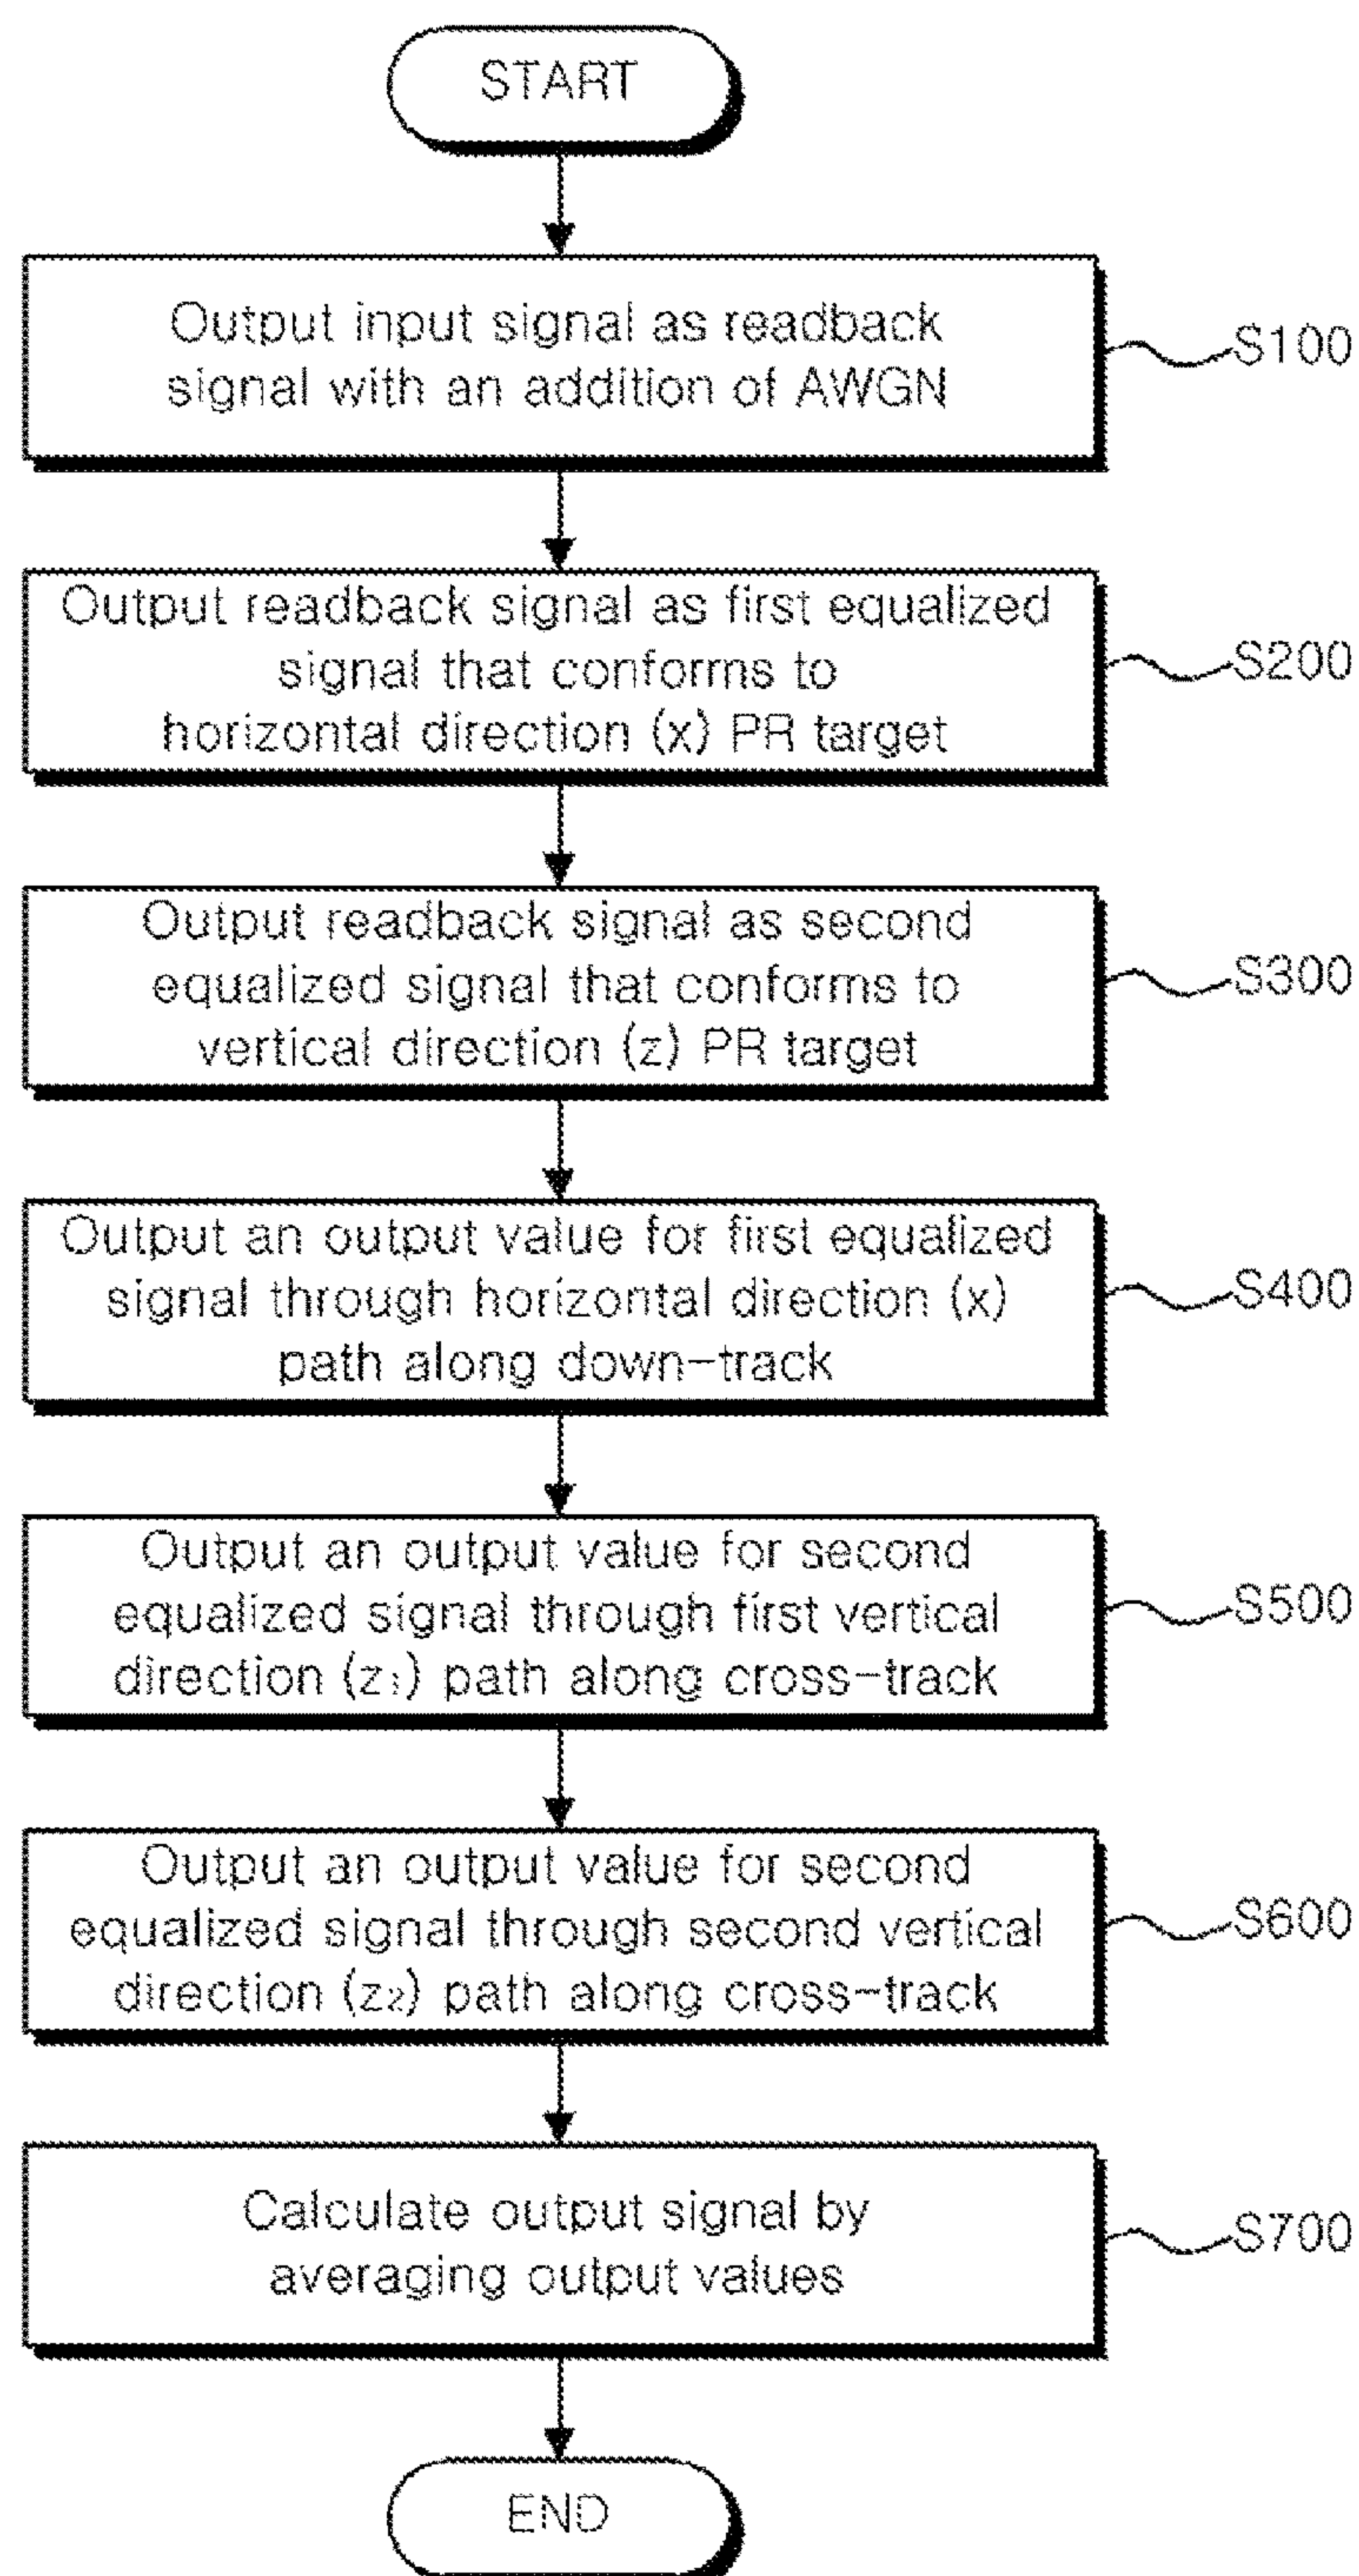 START
Output input signal as readback
signal with an addition of AWGN
S100
Output readback signal as first equalized
signal that conforms to
horizontal direction (x) PR target
S200
Output readback signal as second
equalized signal that conforms to
vertical direction (z) PR target
S300
Output an output value for first equalized
signal through horizontal direction (x)
path along down-track
S400
Output an output value for second
equalized signal through first vertical
direction (z₁) path along cross-track
S500
Output an output value for second
equalized signal through second vertical
direction (z₂) path along cross-track
S600
Calculate output signal by
averaging output values
S700
END